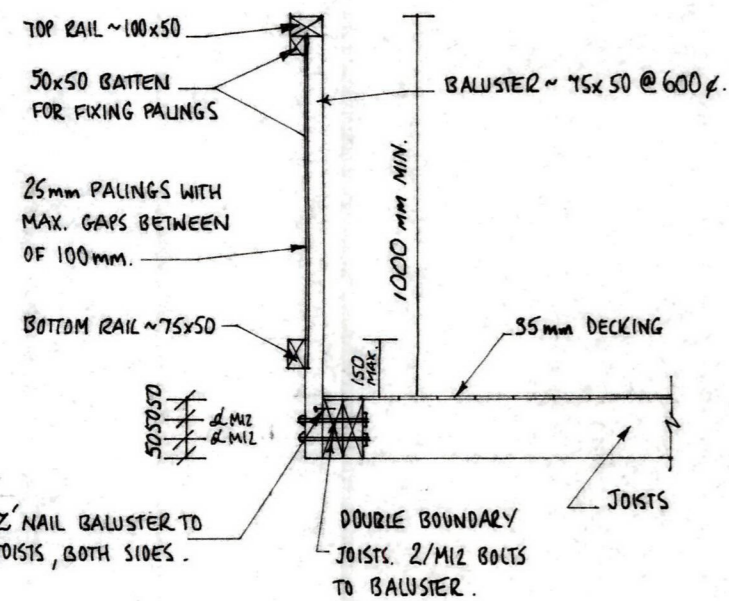 TOP RAIL ~ 100x50
50x50 BATTEN
FOR FIXING PALINGS
BALUSTER ~ 75x50 @ 600 ¢.
25mm PALINGS WITH
MAX. GAPS BETWEEN
OF 100mm.
1000 mm MIN.
BOTTOM RAIL ~ 75x50
150
MAX.
35mm DECKING
50 50 50
M12
M12
'Z' NAIL BALUSTER TO
JOISTS, BOTH SIDES.
DOUBLE BOUNDARY
JOISTS. 2/M12 BOLTS
TO BALUSTER.
JOISTS